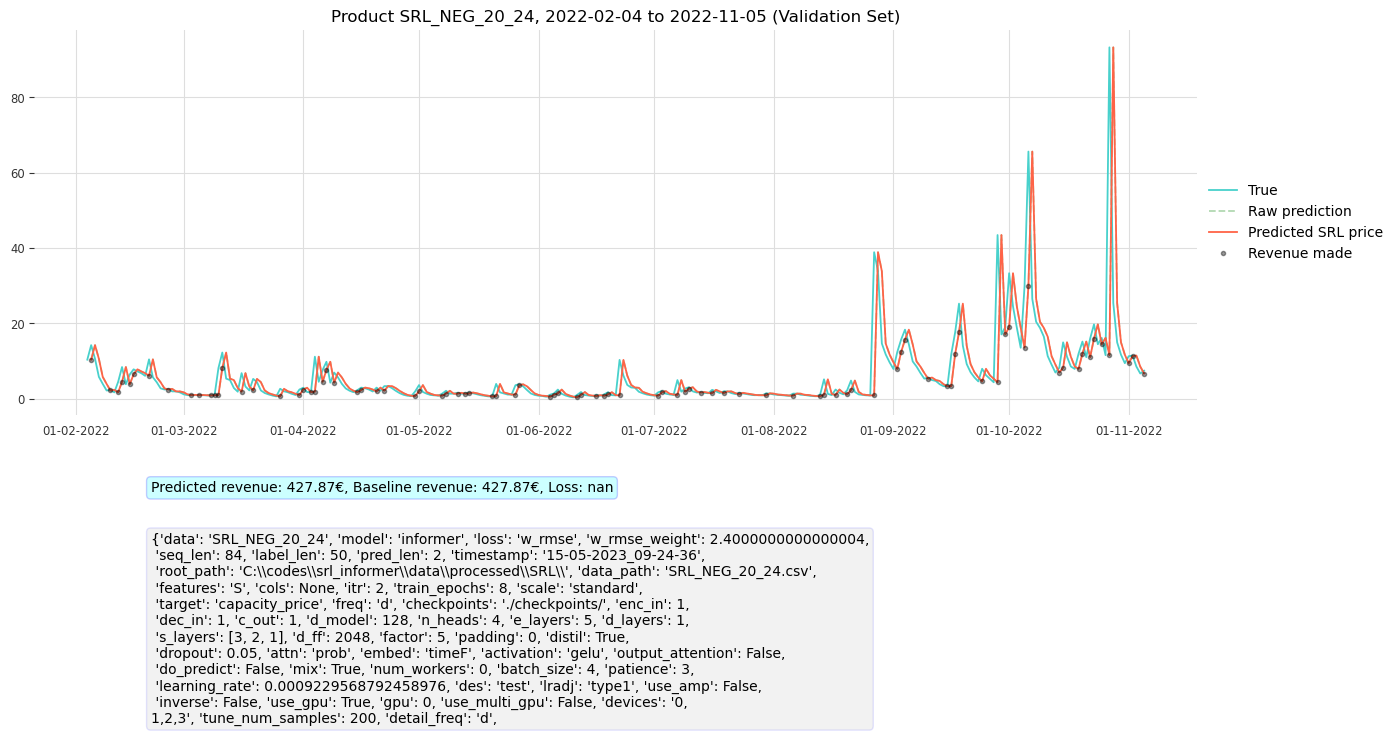 Product SRL_NEG_20_24, 2022-02-04 to 2022-11-05 (Validation Set)
80
60
40
20
0
01-02-2022 01-03-2022 01-04-2022 01-05-2022 01-06-2022 01-07-2022 01-08-2022 01-09-2022 01-10-2022 01-11-2022
True
Raw prediction
Predicted SRL price
Revenue made
Predicted revenue: 427.87€, Baseline revenue: 427.87€, Loss: nan
{'data': 'SRL_NEG_20_24', 'model': 'informer', 'loss': 'w_rmse', 'w_rmse_weight': 2.4000000000000004,
'seq_len': 84, 'label_len': 50, 'pred_len': 2, 'timestamp': '15-05-2023_09-24-36',
'root_path': 'C:\\codes\\srl_informer\\data\\processed\\SRL\\', 'data_path': 'SRL_NEG_20_24.csv',
'features': 'S', 'cols': None, 'itr': 2, 'train_epochs': 8, 'scale': 'standard',
'target': 'capacity_price', 'freq': 'd', 'checkpoints': './checkpoints/', 'enc_in': 1,
'dec_in': 1, 'c_out': 1, 'd_model': 128, 'n_heads': 4, 'e_layers': 5, 'd_layers': 1,
's_layers': [3, 2, 1], 'd_ff': 2048, 'factor': 5, 'padding': 0, 'distil': True,
'dropout': 0.05, 'attn': 'prob', 'embed': 'timeF', 'activation': 'gelu', 'output_attention': False,
'do_predict': False, 'mix': True, 'num_workers': 0, 'batch_size': 4, 'patience': 3,
'learning_rate': 0.0009229568792458976, 'des': 'test', 'lradj': 'type1', 'use_amp': False,
'inverse': False, 'use_gpu': True, 'gpu': 0, 'use_multi_gpu': False, 'devices': '0,
1,2,3', 'tune_num_samples': 200, 'detail_freq': 'd',